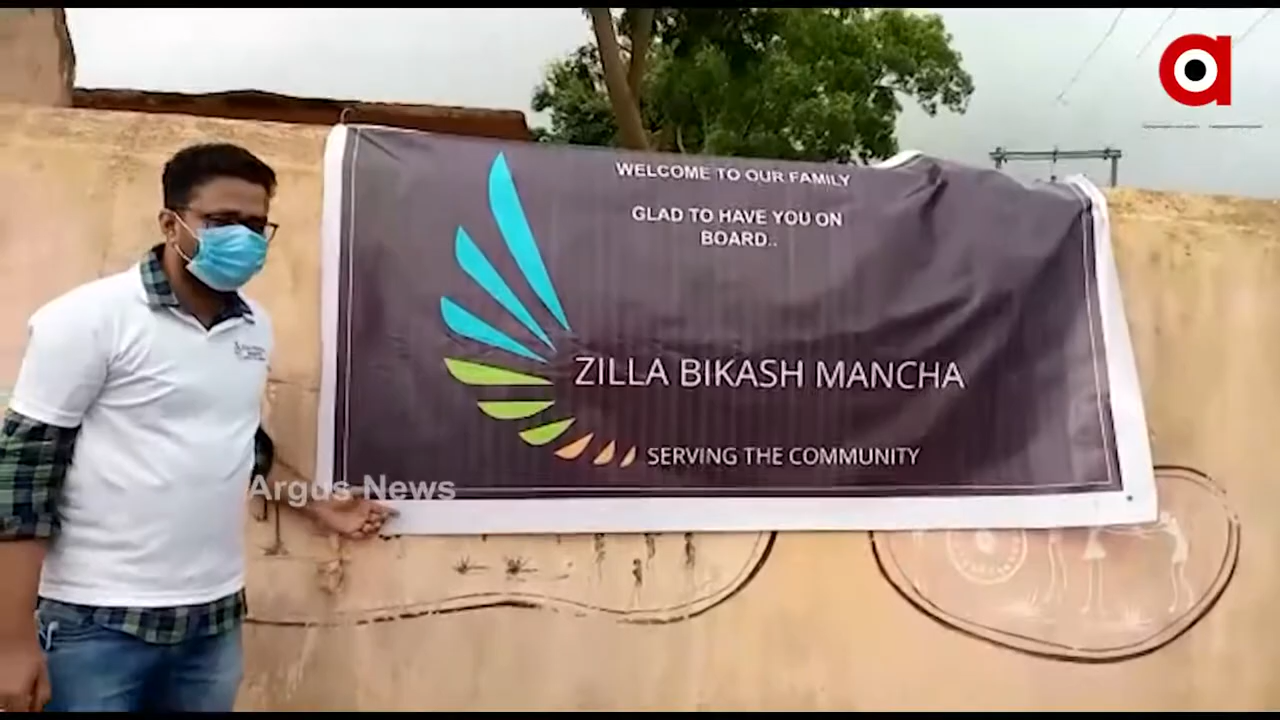 WELCOME TO OUR FAMILY
GLAD TO HAVE YOU ON
BOARD..
ZILLA BIKASH MANCHA
SERVING THE COMMUNITY
Argus News